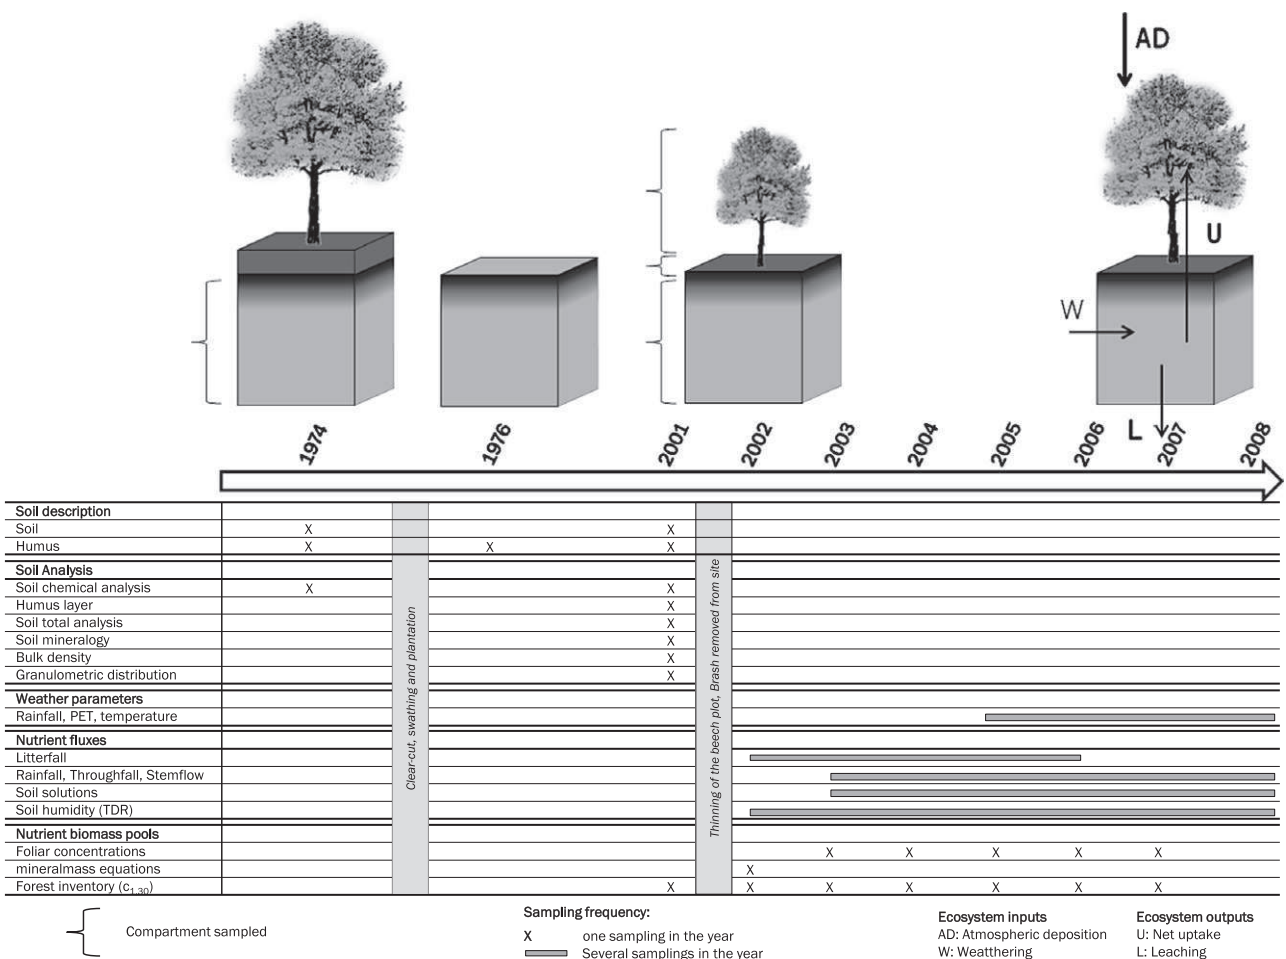 AD
U
W
L
1974
1976
2001
2002
2003
2004
2005
2006
2007
2008
Soil description
Soil X X
Humus X X X
Soil Analysis
Soil chemical analysis X X
Humus layer X
Soil total analysis X
Soil mineralogy X
Bulk density X
Granulometric distribution X
Weather parameters
Rainfall, PET, temperature
Nutrient fluxes
Litterfall
Rainfall, Throughfall, Stemflow
Soil solutions
Soil humidity (TDR)
Nutrient biomass pools
Foliar concentrations X X X X X
mineralmass equations X
Forest inventory (c1.30) X X X X X X X
Clear-cut, swathing and plantation
Thinning of the beech plot, Brash removed from site
Compartment sampled
Sampling frequency:
X one sampling in the year
Several samplings in the year
Ecosystem inputs
AD: Atmospheric deposition
W: Weatthering
Ecosystem outputs
U: Net uptake
L: Leaching